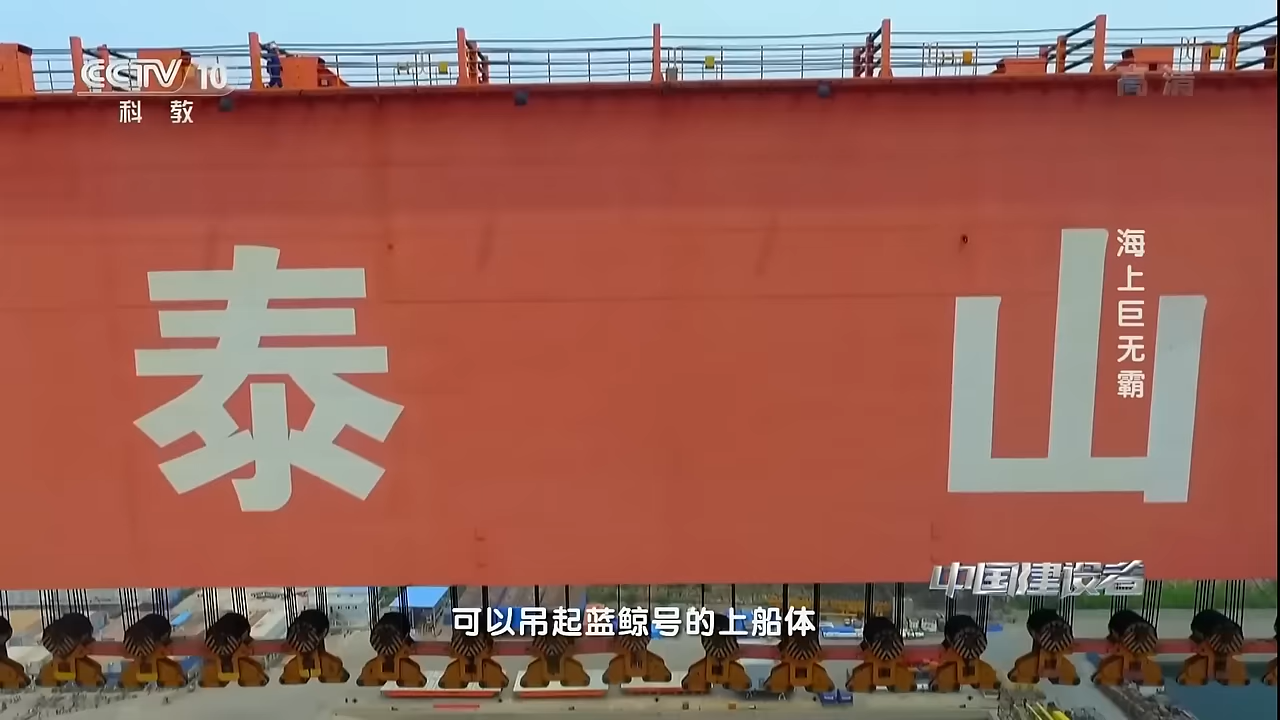 CCTV 10
科教
高清
泰山
海上巨无霸
中国建设者
可以吊起蓝鲸号的上船体